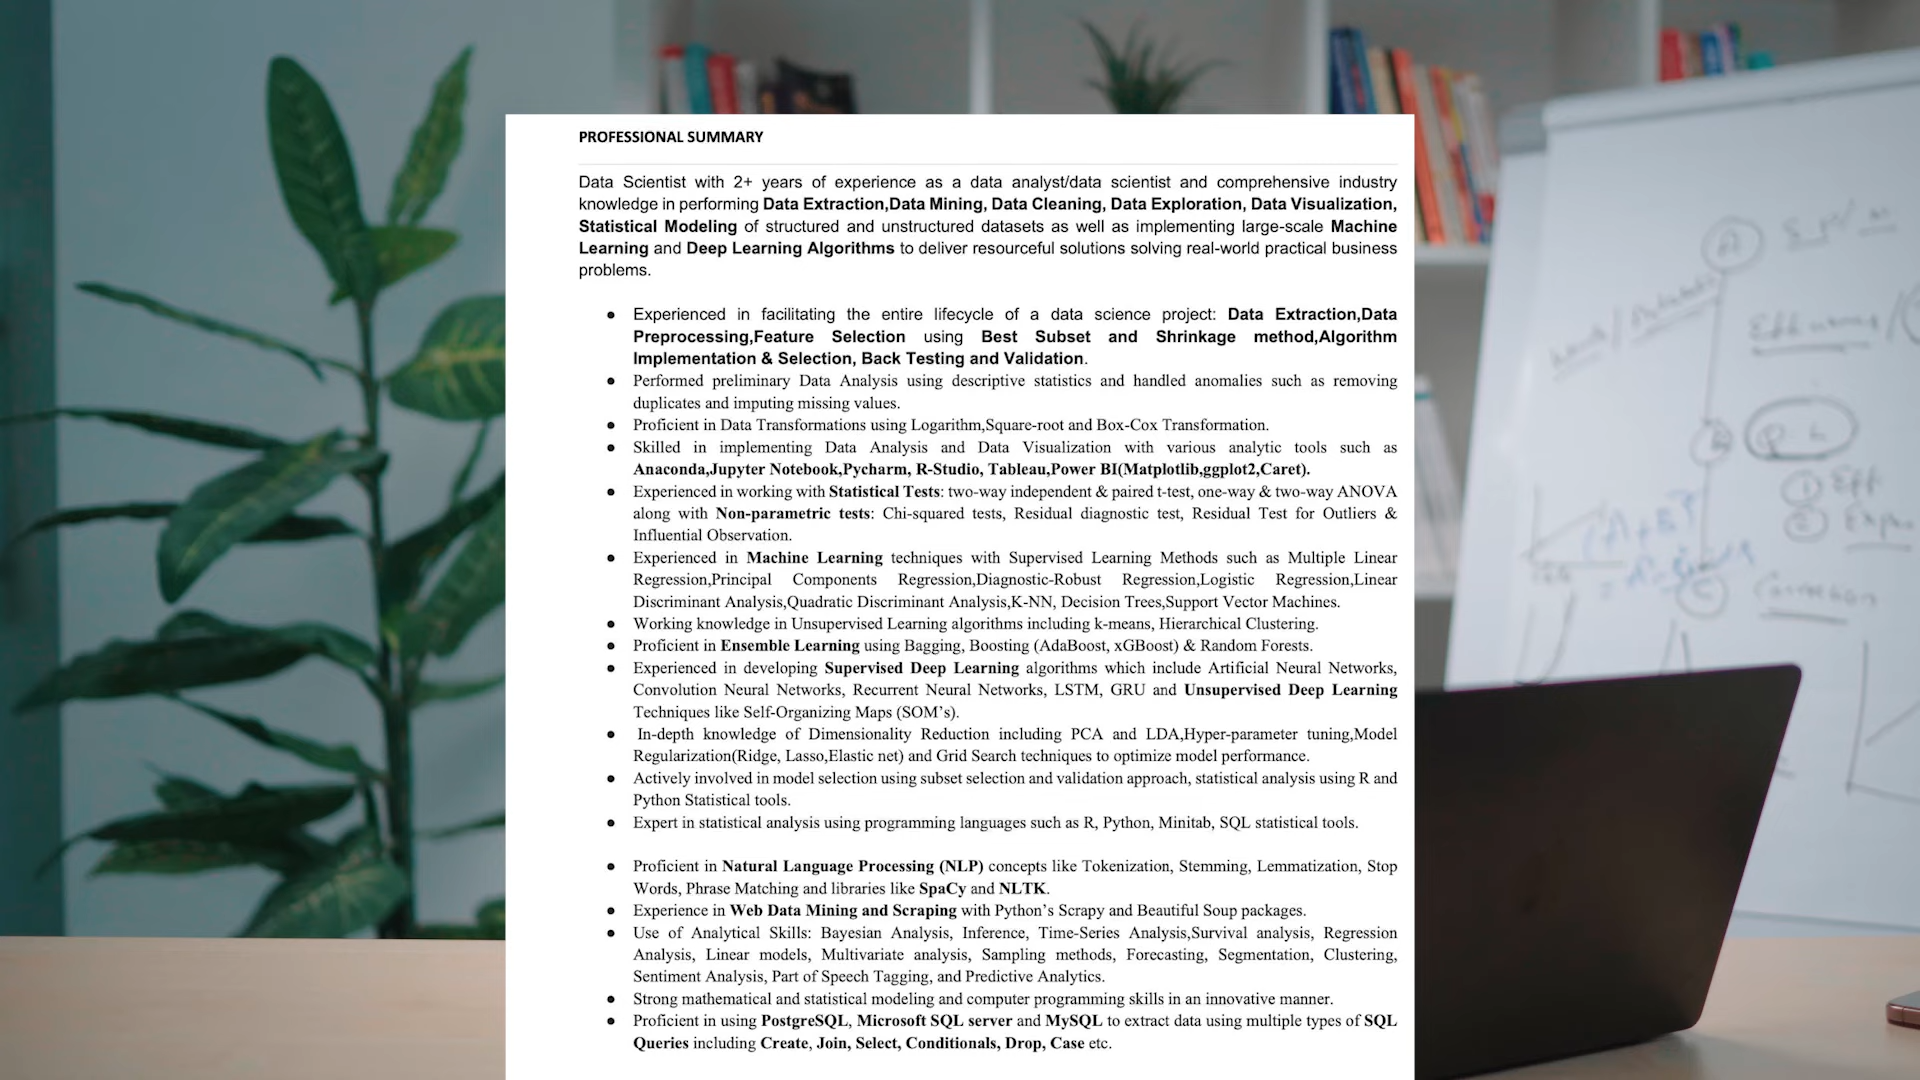 PROFESSIONAL SUMMARY
Data Scientist with 2+ years of experience as a data analyst/data scientist and comprehensive industry
knowledge in performing Data Extraction,Data Mining, Data Cleaning, Data Exploration, Data Visualization,
Statistical Modeling of structured and unstructured datasets as well as implementing large-scale Machine
Learning and Deep Learning Algorithms to deliver resourceful solutions solving real-world practical business
problems.
● Experienced in facilitating the entire lifecycle of a data science project: Data Extraction,Data
Preprocessing,Feature Selection using Best Subset and Shrinkage method,Algorithm
Implementation & Selection, Back Testing and Validation.
● Performed preliminary Data Analysis using descriptive statistics and handled anomalies such as removing
duplicates and imputing missing values.
● Proficient in Data Transformations using Logarithm,Square-root and Box-Cox Transformation.
● Skilled in implementing Data Analysis and Data Visualization with various analytic tools such as
Anaconda,Jupyter Notebook,Pycharm, R-Studio, Tableau,Power BI(Matplotlib,ggplot2,Caret).
● Experienced in working with Statistical Tests: two-way independent & paired t-test, one-way & two-way ANOVA
along with Non-parametric tests: Chi-squared tests, Residual diagnostic test, Residual Test for Outliers &
Influential Observation.
● Experienced in Machine Learning techniques with Supervised Learning Methods such as Multiple Linear
Regression,Principal Components Regression,Diagnostic-Robust Regression,Logistic Regression,Linear
Discriminant Analysis,Quadratic Discriminant Analysis,K-NN, Decision Trees,Support Vector Machines.
● Working knowledge in Unsupervised Learning algorithms including k-means, Hierarchical Clustering.
● Proficient in Ensemble Learning using Bagging, Boosting (AdaBoost, xGBoost) & Random Forests.
● Experienced in developing Supervised Deep Learning algorithms which include Artificial Neural Networks,
Convolution Neural Networks, Recurrent Neural Networks, LSTM, GRU and Unsupervised Deep Learning
Techniques like Self-Organizing Maps (SOM's).
● In-depth knowledge of Dimensionality Reduction including PCA and LDA,Hyper-parameter tuning,Model
Regularization(Ridge, Lasso,Elastic net) and Grid Search techniques to optimize model performance.
● Actively involved in model selection using subset selection and validation approach, statistical analysis using R and
Python Statistical tools.
● Expert in statistical analysis using programming languages such as R, Python, Minitab, SQL statistical tools.
● Proficient in Natural Language Processing (NLP) concepts like Tokenization, Stemming, Lemmatization, Stop
Words, Phrase Matching and libraries like SpaCy and NLTK.
● Experience in Web Data Mining and Scraping with Python's Scrapy and Beautiful Soup packages.
● Use of Analytical Skills: Bayesian Analysis, Inference, Time-Series Analysis,Survival analysis, Regression
Analysis, Linear models, Multivariate analysis, Sampling methods, Forecasting, Segmentation, Clustering,
Sentiment Analysis, Part of Speech Tagging, and Predictive Analytics.
● Strong mathematical and statistical modeling and computer programming skills in an innovative manner.
● Proficient in using PostgreSQL, Microsoft SQL server and MySQL to extract data using multiple types of SQL
Queries including Create, Join, Select, Conditionals, Drop, Case etc.